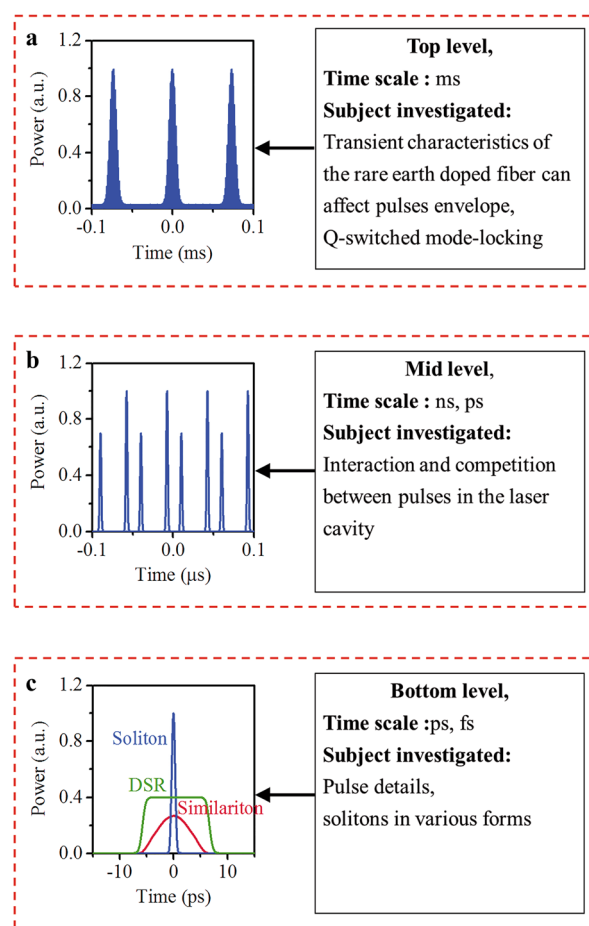 a
1.2
0.8
0.4
0.0
Power (a.u.)
-0.1 0.0 0.1
Time (ms)
Top level,
Time scale : ms
Subject investigated:
Transient characteristics of
the rare earth doped fiber can
affect pulses envelope,
Q-switched mode-locking
b
1.2
0.8
0.4
0.0
Power (a.u.)
-0.1 0.0 0.1
Time (μs)
Mid level,
Time scale : ns, ps
Subject investigated:
Interaction and competition
between pulses in the laser
cavity
c
1.2
0.8
0.4
0.0
Power (a.u.)
Soliton
DSR
Similariton
-10 0 10
Time (ps)
Bottom level,
Time scale :ps, fs
Subject investigated:
Pulse details,
solitons in various forms